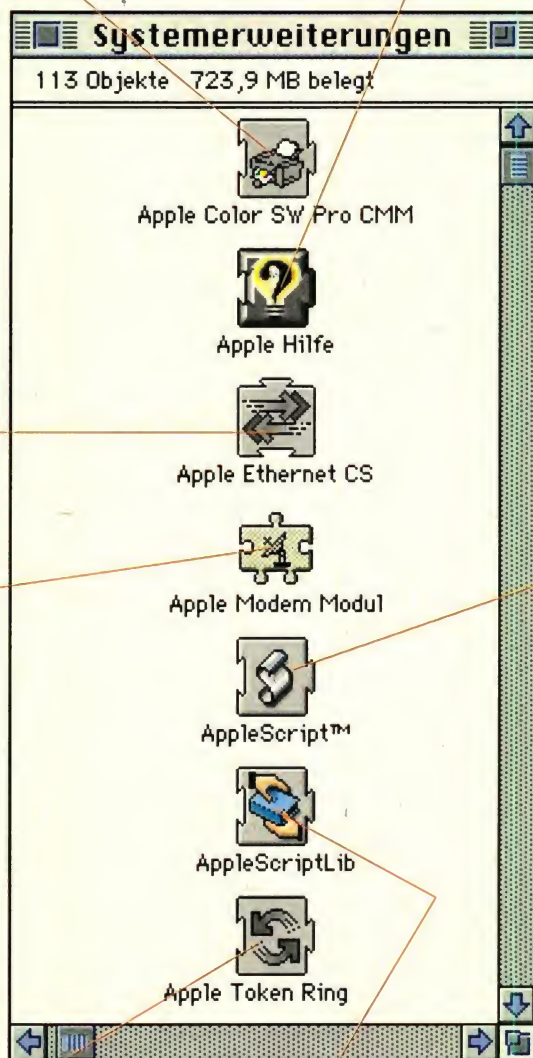 Systemerweiterungen
113 Objekte 723,9 MB belegt
Apple Color SW Pro CMM
Apple Hilfe
Apple Ethernet CS
Apple Modem Modul
AppleScript™
AppleScriptLib
Apple Token Ring